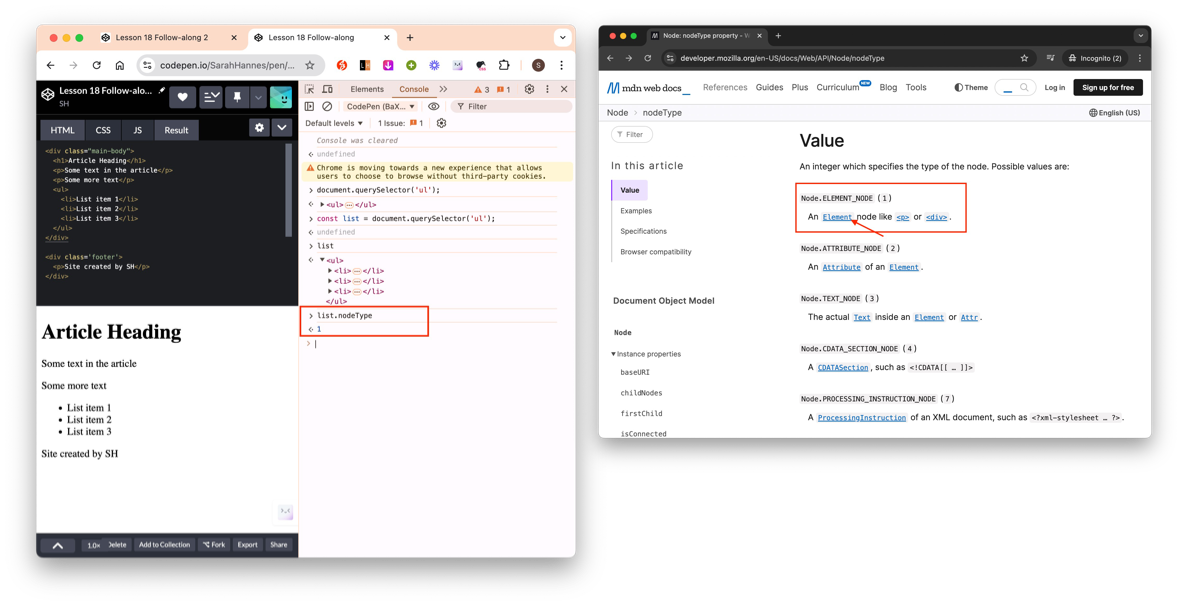 Lesson 18 Follow-along 2
Lesson 18 Follow-along
codepen.io/SarahHannes/pen/...
S
Lesson 18 Follow-alo...
SH
HTML
CSS
JS
Result
<div class="main-body">
<h1>Article Heading</h1>
<p>Some text in the article</p>
<p>Some more text</p>
<ul>
<li>List item 1</li>
<li>List item 2</li>
<li>List item 3</li>
</ul>
</div>
<div class='footer'>
<p>Site created by SH</p>
</div>
Article Heading
Some text in the article
Some more text
• List item 1
• List item 2
• List item 3
Site created by SH
1.0×
Delete
Add to Collection
Fork
Export
Share
Elements
Console
3
1
CodePen (BaX...
Filter
Default levels
1 Issue: 1
Console was cleared
undefined
Chrome is moving towards a new experience that allows
users to choose to browse without third-party cookies.
document.querySelector('ul');
<ul>…</ul>
const list = document.querySelector('ul');
undefined
list
<ul>
<li>…</li>
<li>…</li>
<li>…</li>
</ul>
list.nodeType
1
Node: nodeType property - 
developer.mozilla.org/en-US/docs/Web/API/Node/nodeType
Incognito (2)
mdn web docs
References
Guides
Plus
Curriculum NEW
Blog
Tools
Theme
Log in
Sign up for free
Node
nodeType
English (US)
Filter
In this article
Value
Examples
Specifications
Browser compatibility
Document Object Model
Node
Instance properties
baseURI
childNodes
firstChild
isConnected
Value
An integer which specifies the type of the node. Possible values are:
Node.ELEMENT_NODE (1)
An Element node like <p> or <div>.
Node.ATTRIBUTE_NODE (2)
An Attribute of an Element.
Node.TEXT_NODE (3)
The actual Text inside an Element or Attr.
Node.CDATA_SECTION_NODE (4)
A CDATASection, such as <!CDATA[[ … ]]>
Node.PROCESSING_INSTRUCTION_NODE (7)
A ProcessingInstruction of an XML document, such as <?xml-stylesheet … ?>.